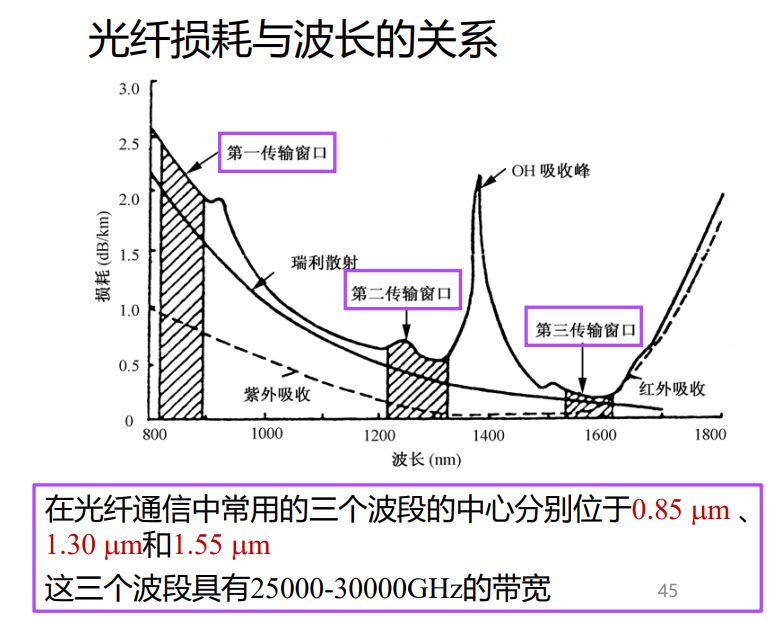 光纤损耗与波长的关系
3.0
2.5
2.0
1.5
1.0
0.5
0
损耗 (dB/km)
第一传输窗口
OH 吸收峰
瑞利散射
第二传输窗口
第三传输窗口
紫外吸收
红外吸收
800
1000
1200
1400
1600
1800
波长 (nm)
在光纤通信中常用的三个波段的中心分别位于0.85 μm 、
1.30 μm和1.55 μm
这三个波段具有25000-30000GHz的带宽
45